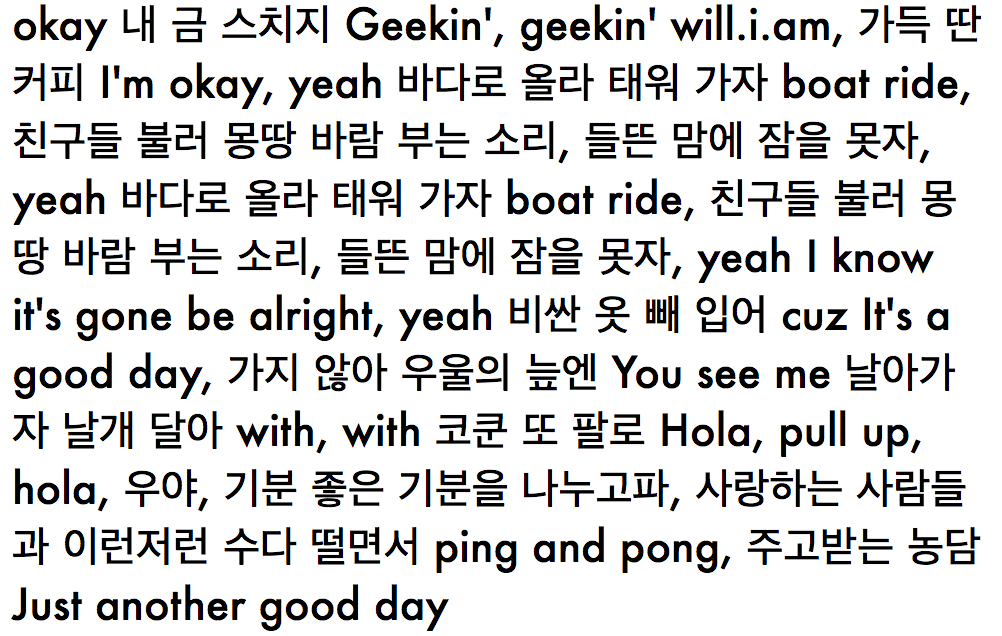 okay 내 금 스치지 Geekin', geekin' will.i.am, 가득 딴
커피 I'm okay, yeah 바다로 올라 태워 가자 boat ride,
친구들 불러 몽땅 바람 부는 소리, 들뜬 맘에 잠을 못자,
yeah 바다로 올라 태워 가자 boat ride, 친구들 불러 몽
땅 바람 부는 소리, 들뜬 맘에 잠을 못자, yeah I know
it's gone be alright, yeah 비싼 옷 빼 입어 cuz It's a
good day, 가지 않아 우울의 늪엔 You see me 날아가
자 날개 달아 with, with 코쿤 또 팔로 Hola, pull up,
hola, 우야, 기분 좋은 기분을 나누고파, 사랑하는 사람들
과 이런저런 수다 떨면서 ping and pong, 주고받는 농담
Just another good day